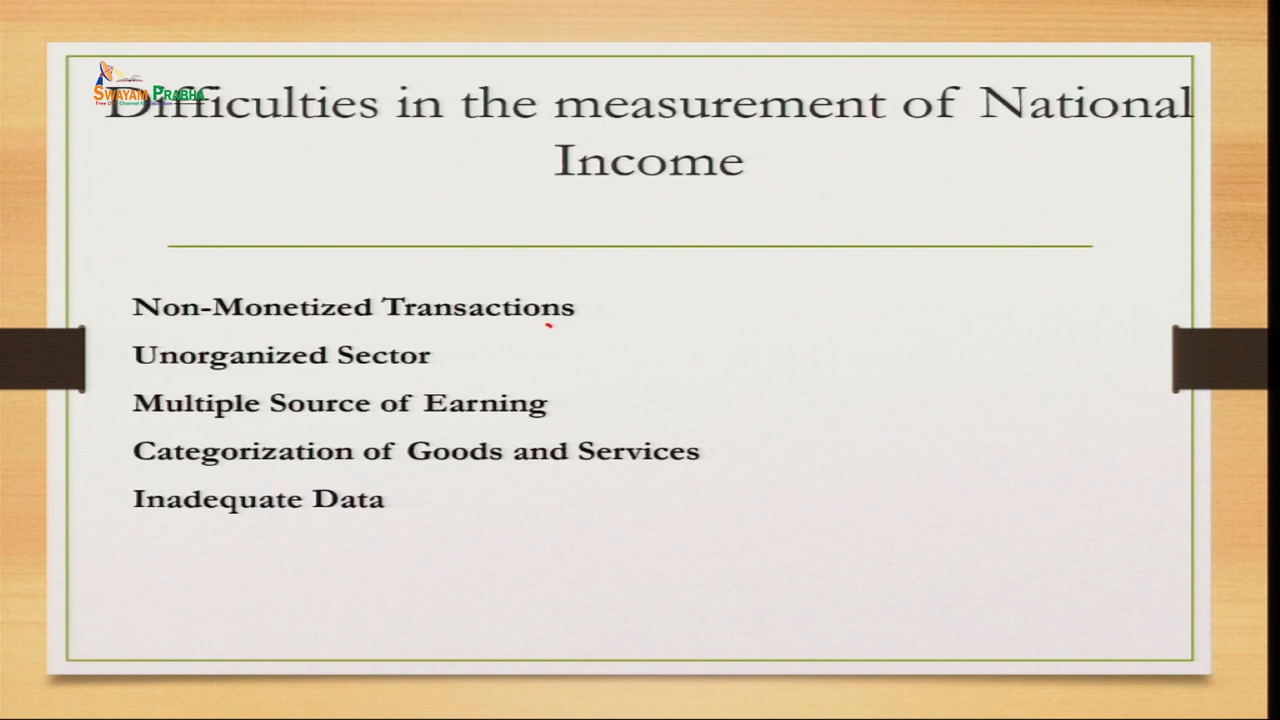 SWAYAM PRABHA
Difficulties in the measurement of National
Income
Non-Monetized Transactions
Unorganized Sector
Multiple Source of Earning
Categorization of Goods and Services
Inadequate Data